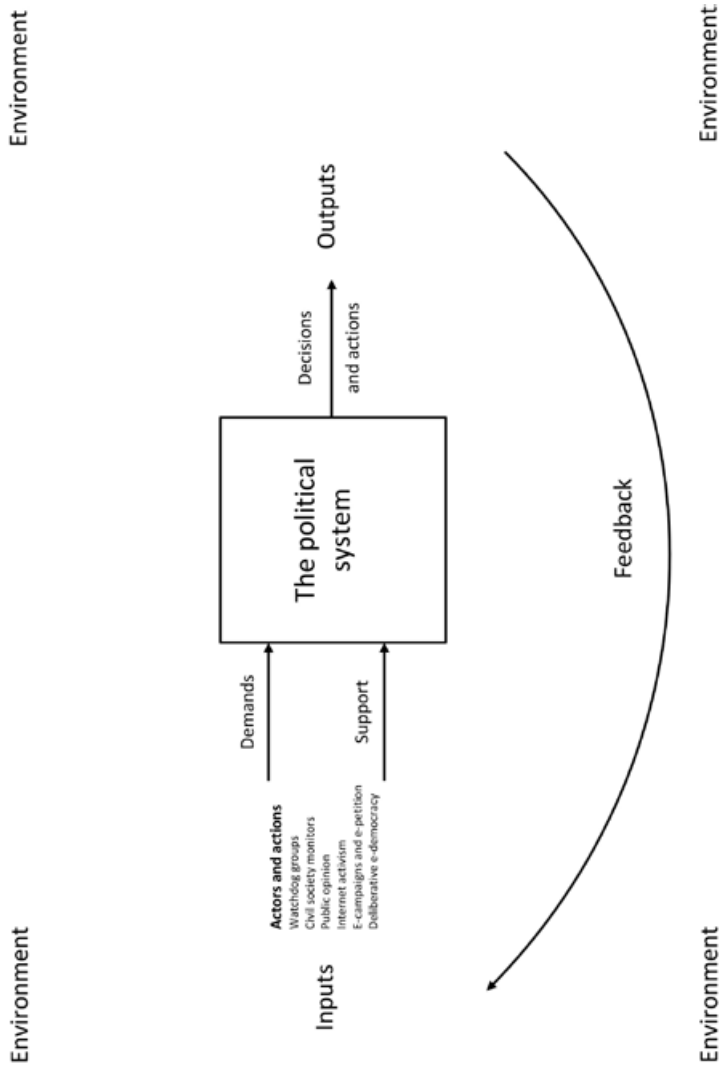 Environment
Environment
Inputs
Actors and actions
Watchdog groups
Civil society monitors
Public opinion
Internet activism
E-campaigns and e-petition
Deliberative e-democracy
Demands
Support
The political
system
Decisions
and actions
Outputs
Feedback
Environment
Environment